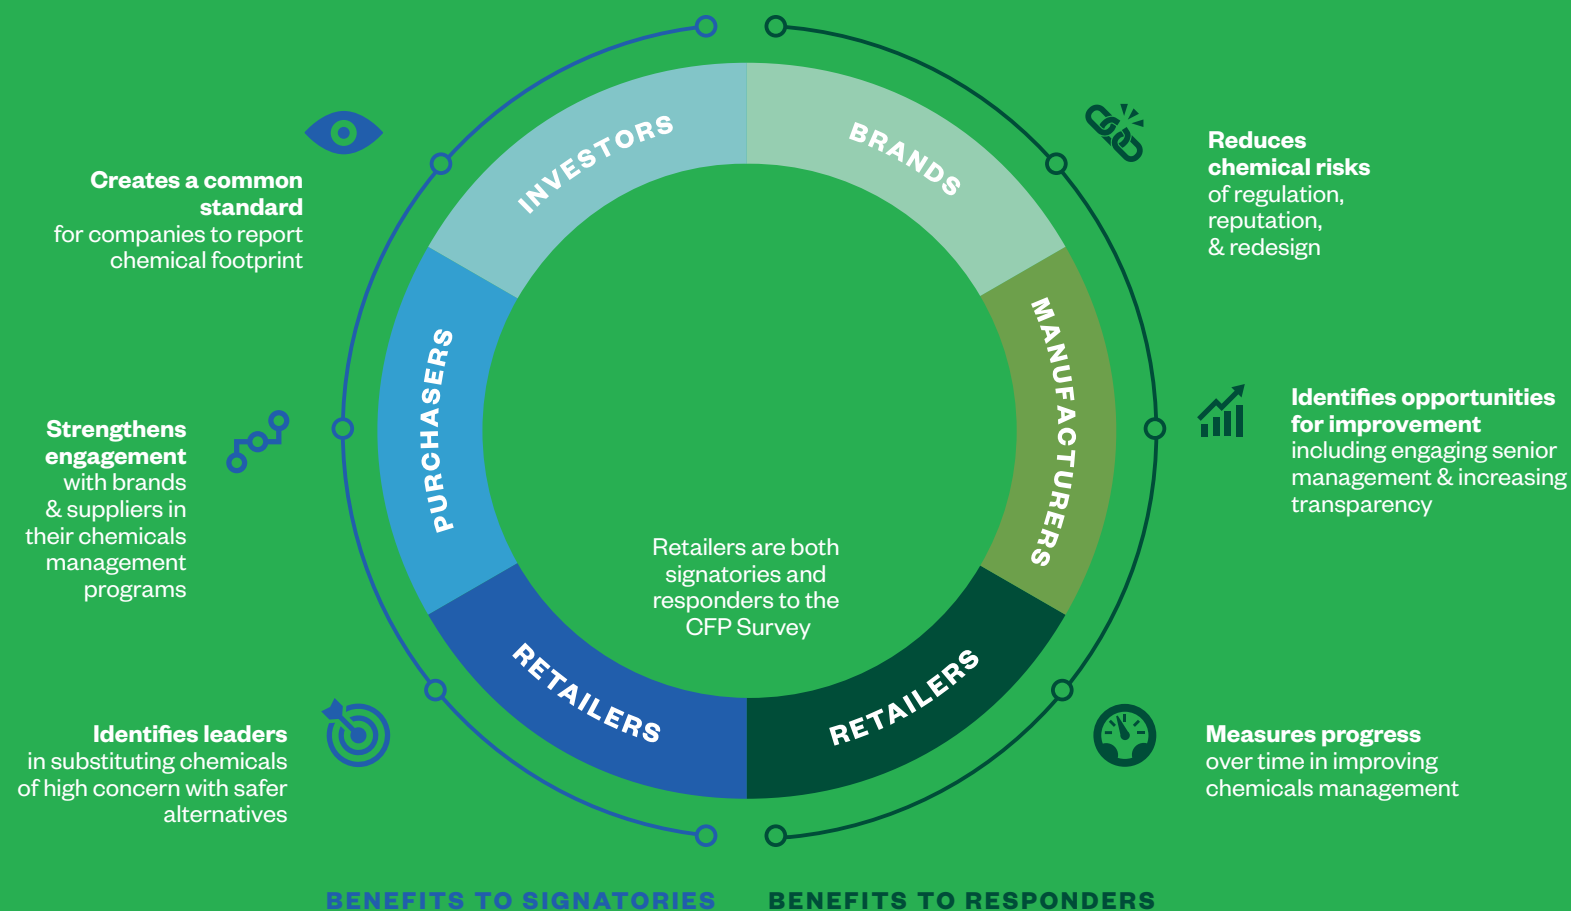 INVESTORS
BRANDS
PURCHASERS
MANUFACTURERS
RETAILERS
RETAILERS
Creates a common
standard
for companies to report
chemical footprint
Strengthens
engagement
with brands
& suppliers in
their chemicals
management
programs
Identifies leaders
in substituting chemicals
of high concern with safer
alternatives
Retailers are both
signatories and
responders to the
CFP Survey
Reduces
chemical risks
of regulation,
reputation,
& redesign
Identifies opportunities
for improvement
including engaging senior
management & increasing
transparency
Measures progress
over time in improving
chemicals management
BENEFITS TO SIGNATORIES
BENEFITS TO RESPONDERS